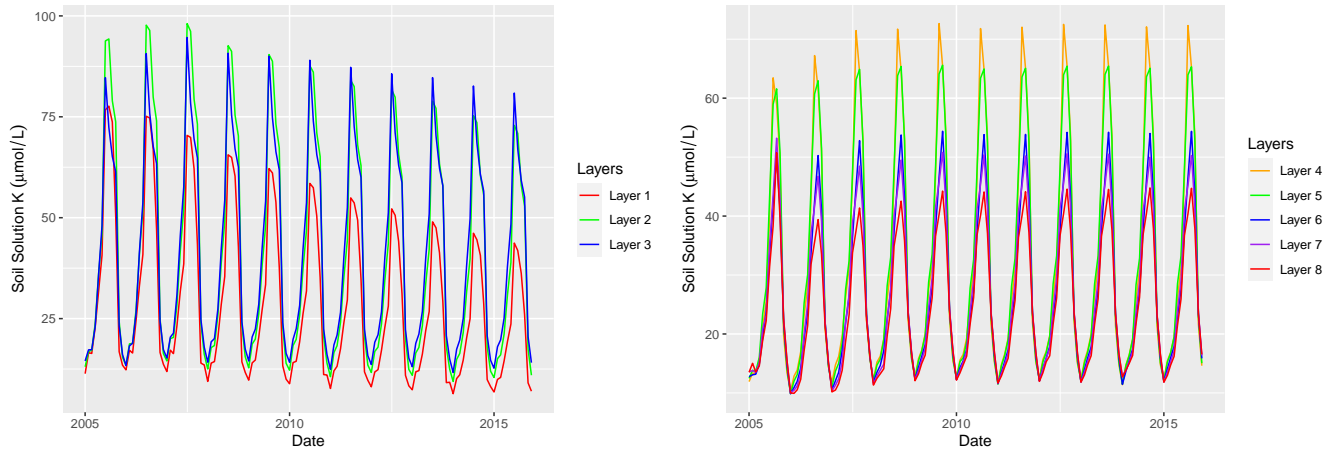 100
75
50
25
Soil Solution K (µmol/L)
2005
2010
2015
Date
Layers
Layer 1
Layer 2
Layer 3
60
40
20
Soil Solution K (µmol/L)
2005
2010
2015
Date
Layers
Layer 4
Layer 5
Layer 6
Layer 7
Layer 8